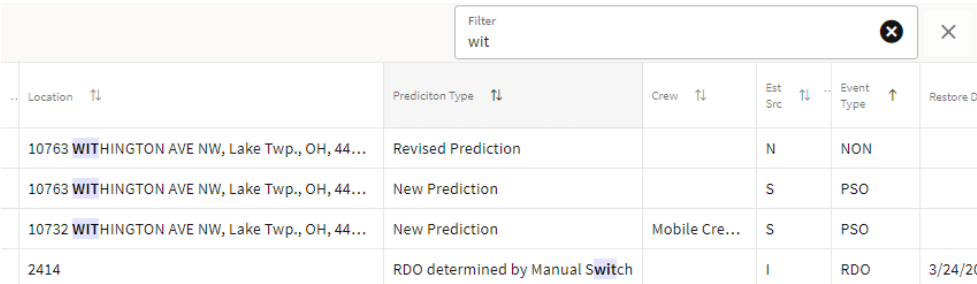 Filter
wit
.. Location Prediciton Type Crew Est Src .. Event Type Restore D
10763 WITHINGTON AVE NW, Lake Twp., OH, 44... Revised Prediction N NON
10763 WITHINGTON AVE NW, Lake Twp., OH, 44... New Prediction S PSO
10732 WITHINGTON AVE NW, Lake Twp., OH, 44... New Prediction Mobile Cre... S PSO
2414 RDO determined by Manual Switch I RDO 3/24/20